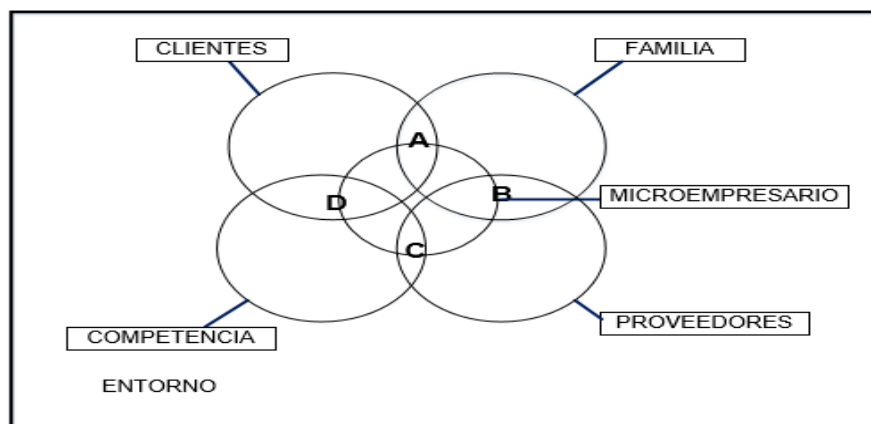 CLIENTES
FAMILIA
A
B
MICROEMPRESARIO
D
C
PROVEEDORES
COMPETENCIA
ENTORNO